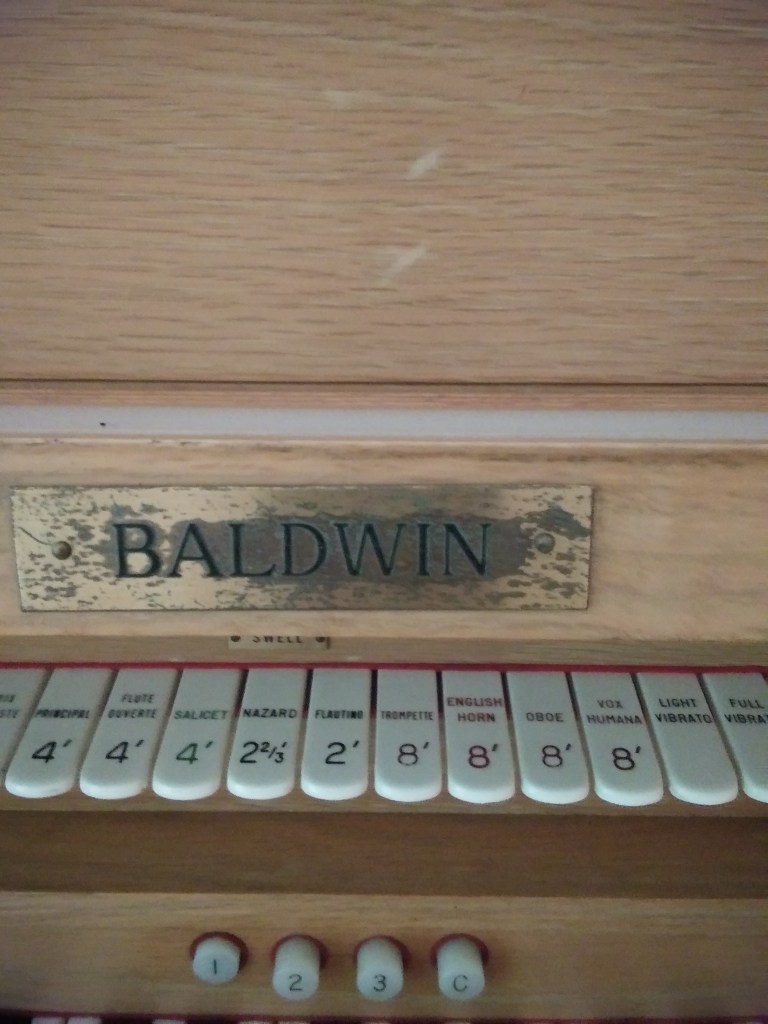 BALDWIN
SWELL
PRINCIPAL
4′
FLUTE
OUVERTE
4′
SALICET
4′
NAZARD
2⅔′
FLAUTINO
2′
TROMPETTE
8′
ENGLISH
HORN
8′
OBOE
8′
VOX
HUMANA
8′
LIGHT
VIBRATO
FULL
VIBRAT
1
2
3
C